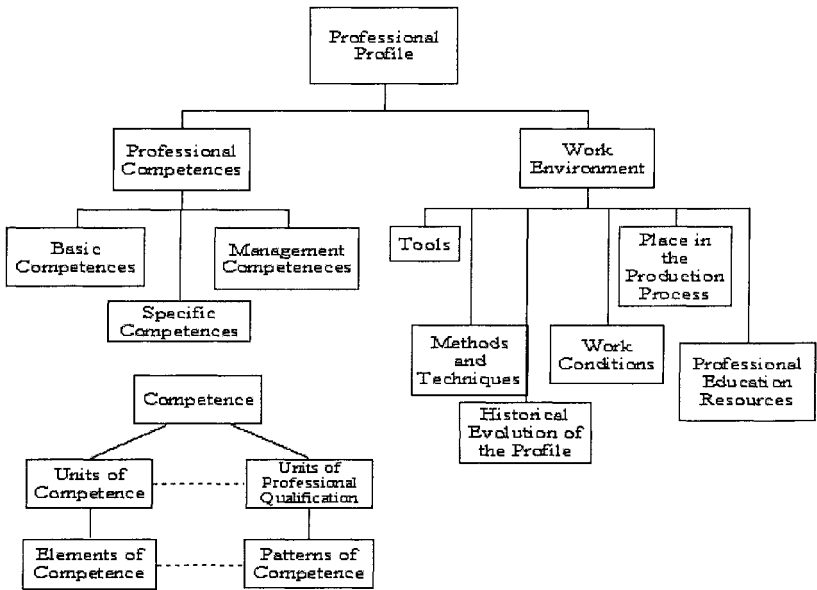 Professional
Profile
Professional
Competences
Work
Environment
Basic
Competences
Management
Competeneces
Specific
Competences
Tools
Place in
the
Production
Process
Methods
and
Techniques
Work
Conditions
Professional
Education
Resources
Historical
Evolution of
the Profile
Competence
Units of
Competence
Units of
Professional
Qualification
Elements of
Competence
Patterns of
Competence